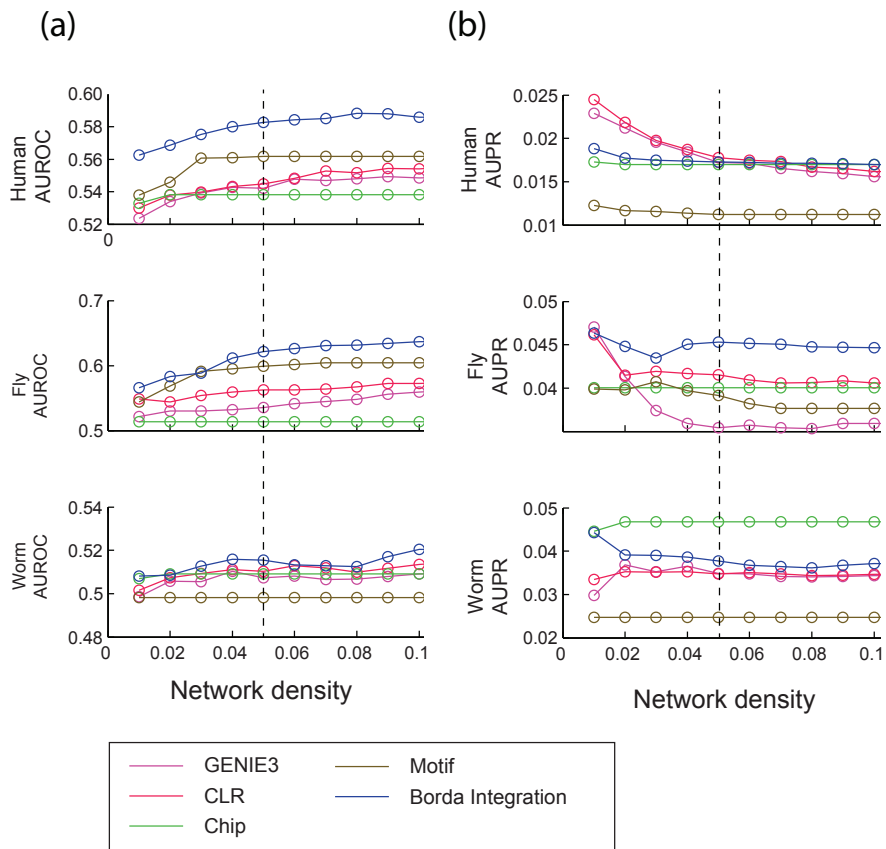 (a)
(b)
Human
AUROC
0.60
0.58
0.56
0.54
0.52
0
Human
AUPR
0.025
0.02
0.015
0.01
Fly
AUROC
0.7
0.6
0.5
Fly
AUPR
0.05
0.045
0.04
Worm
AUROC
0.54
0.52
0.5
0.48
0
0.02
0.04
0.06
0.08
0.1
Network density
Worm
AUPR
0.05
0.04
0.03
0.02
0
0.02
0.04
0.06
0.08
0.1
Network density
GENIE3
CLR
Chip
Motif
Borda Integration